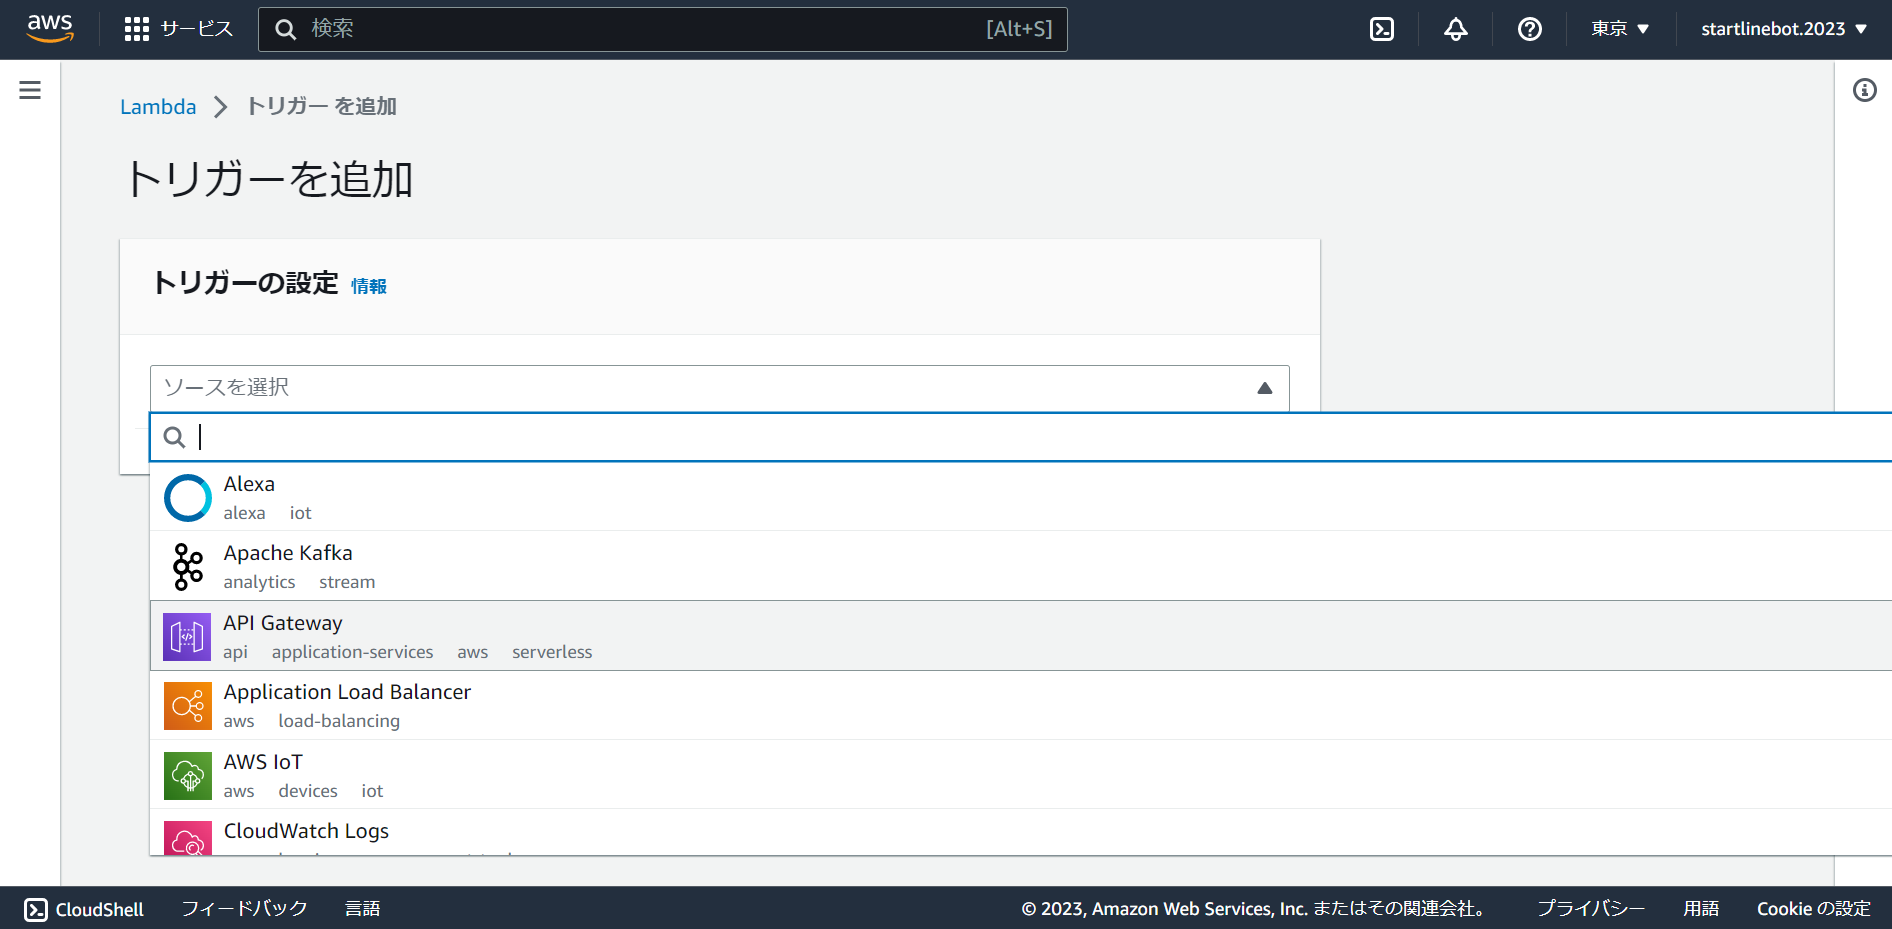 aws サービス 検索 [Alt+S] 東京 startlinebot.2023
Lambda トリガー を追加
トリガーを追加
トリガーの設定 情報
ソースを選択
Alexa
alexa iot
Apache Kafka
analytics stream
API Gateway
api application-services aws serverless
Application Load Balancer
aws load-balancing
AWS IoT
aws devices iot
CloudWatch Logs
CloudShell フィードバック 言語 © 2023, Amazon Web Services, Inc. またはその関連会社。 プライバシー 用語 Cookie の設定